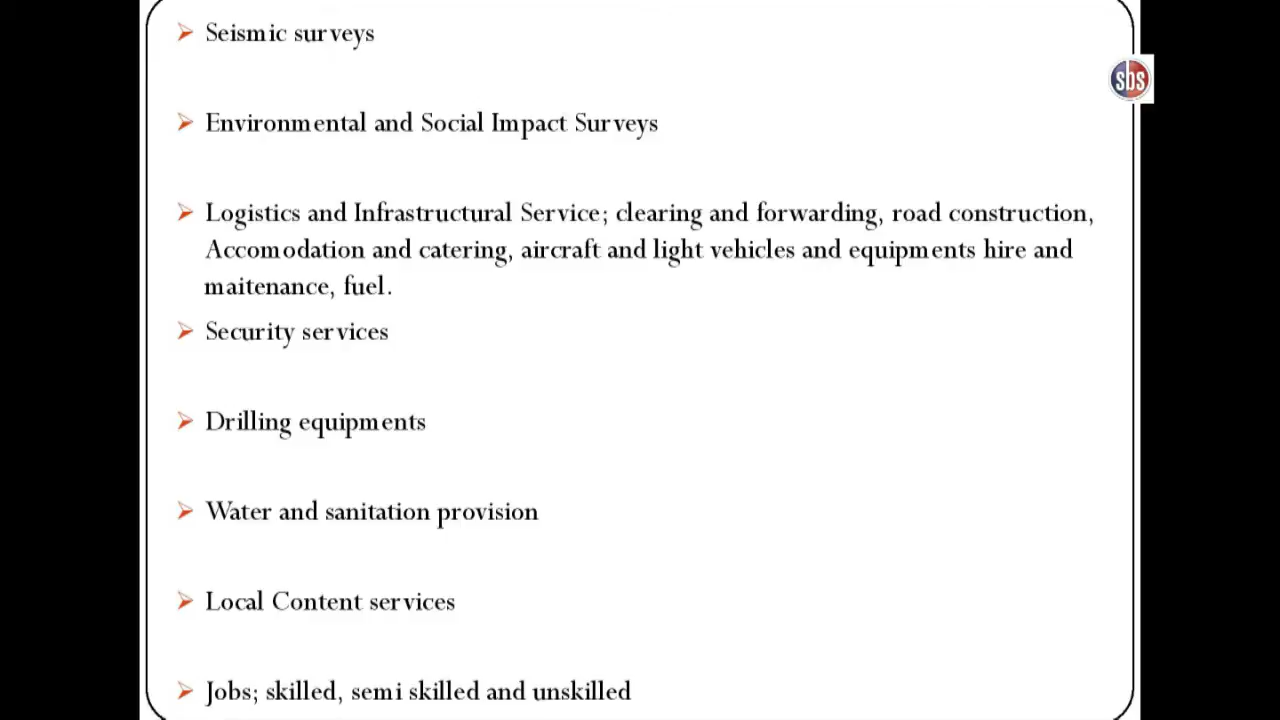 Seismic surveys
sbs
Environmental and Social Impact Surveys
Logistics and Infrastructural Service; clearing and forwarding, road construction,
Accomodation and catering, aircraft and light vehicles and equipments hire and
maitenance, fuel.
Security services
Drilling equipments
Water and sanitation provision
Local Content services
Jobs; skilled, semi skilled and unskilled